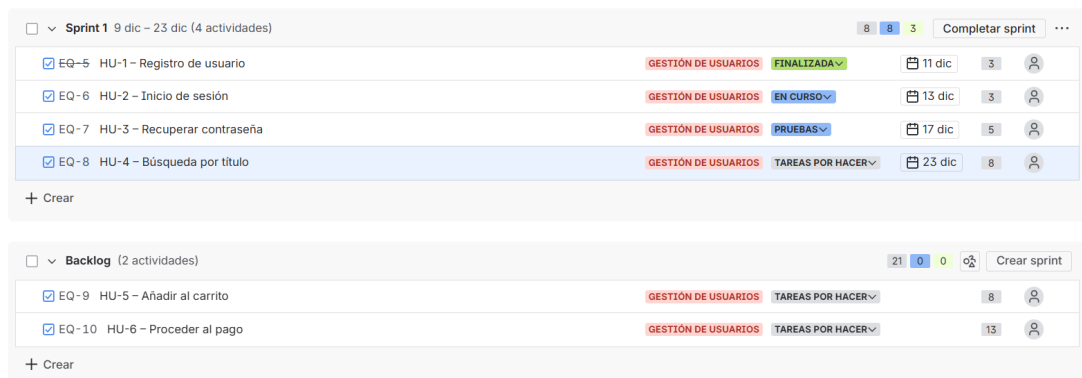 Sprint 1 9 dic – 23 dic (4 actividades) 8 8 3 Completar sprint
EQ-5 HU-1 – Registro de usuario GESTIÓN DE USUARIOS FINALIZADA 11 dic 3
EQ-6 HU-2 – Inicio de sesión GESTIÓN DE USUARIOS EN CURSO 13 dic 3
EQ-7 HU-3 – Recuperar contraseña GESTIÓN DE USUARIOS PRUEBAS 17 dic 5
EQ-8 HU-4 – Búsqueda por título GESTIÓN DE USUARIOS TAREAS POR HACER 23 dic 8
+ Crear
Backlog (2 actividades) 21 0 0 Crear sprint
EQ-9 HU-5 – Añadir al carrito GESTIÓN DE USUARIOS TAREAS POR HACER 8
EQ-10 HU-6 – Proceder al pago GESTIÓN DE USUARIOS TAREAS POR HACER 13
+ Crear